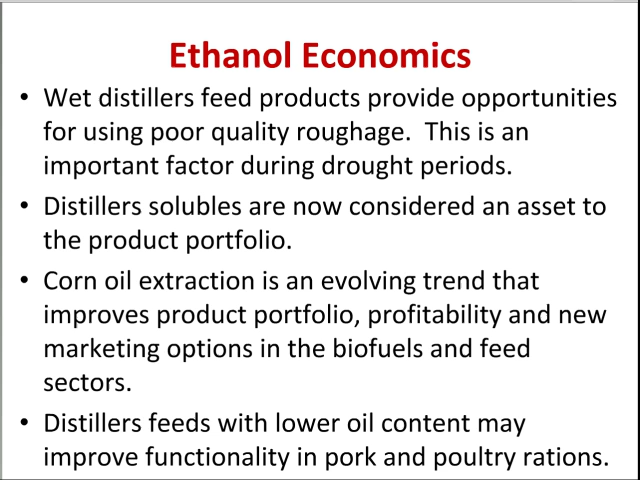 Ethanol Economics
• Wet distillers feed products provide opportunities
for using poor quality roughage.  This is an
important factor during drought periods.
• Distillers solubles are now considered an asset to
the product portfolio.
• Corn oil extraction is an evolving trend that
improves product portfolio, profitability and new
marketing options in the biofuels and feed
sectors.
• Distillers feeds with lower oil content may
improve functionality in pork and poultry rations.